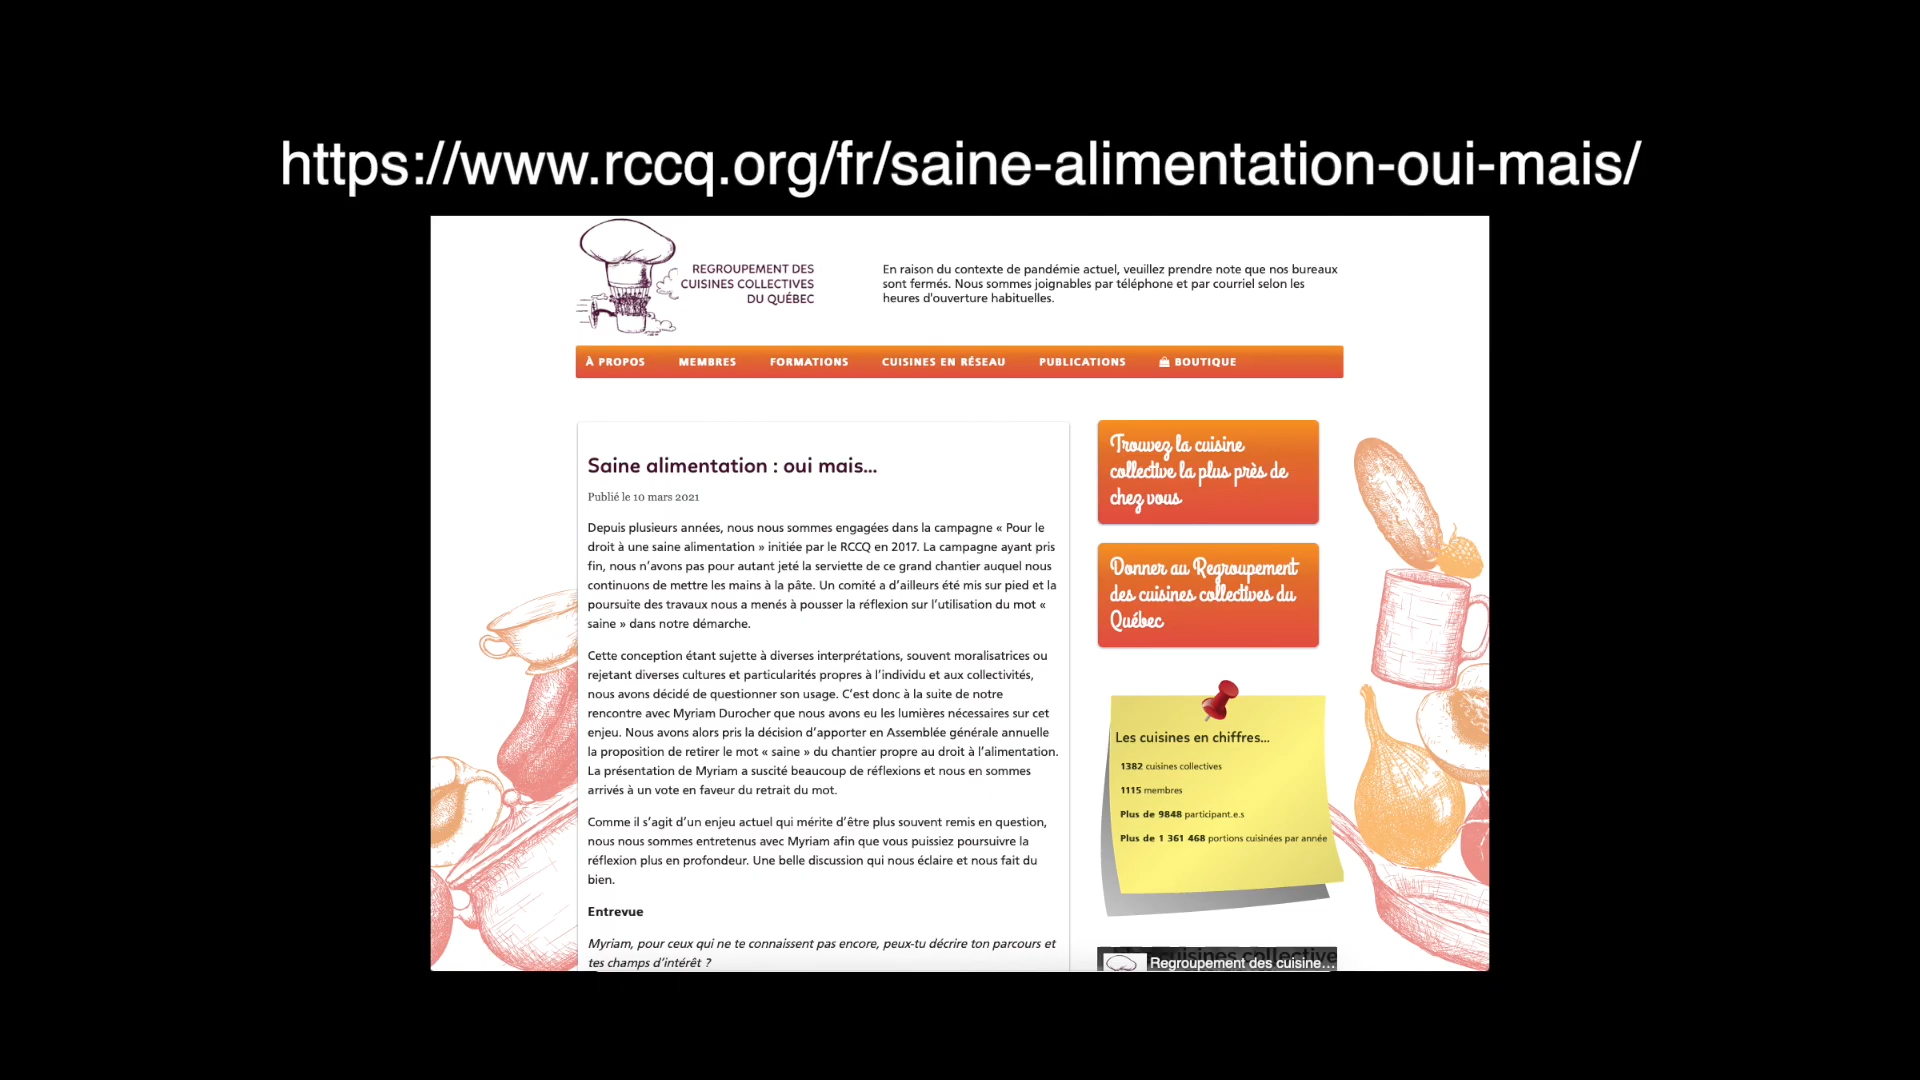 https://www.rccq.org/fr/saine-alimentation-oui-mais/
REGROUPEMENT DES
CUISINES COLLECTIVES
DU QUÉBEC
En raison du contexte de pandémie actuel, veuillez prendre note que nos bureaux
sont fermés. Nous sommes joignables par téléphone et par courriel selon les
heures d'ouverture habituelles.
À PROPOS MEMBRES FORMATIONS CUISINES EN RÉSEAU PUBLICATIONS BOUTIQUE
Saine alimentation : oui mais...
Publié le 10 mars 2021
Depuis plusieurs années, nous nous sommes engagées dans la campagne « Pour le
droit à une saine alimentation » initiée par le RCCQ en 2017. La campagne ayant pris
fin, nous n’avons pas pour autant jeté la serviette de ce grand chantier auquel nous
continuons de mettre les mains à la pâte. Un comité a d’ailleurs été mis sur pied et la
poursuite des travaux nous a menés à pousser la réflexion sur l’utilisation du mot «
saine » dans notre démarche.
Cette conception étant sujette à diverses interprétations, souvent moralisatrices ou
rejetant diverses cultures et particularités propres à l’individu et aux collectivités,
nous avons décidé de questionner son usage. C’est donc à la suite de notre
rencontre avec Myriam Durocher que nous avons eu les lumières nécessaires sur cet
enjeu. Nous avons alors pris la décision d’apporter en Assemblée générale annuelle
la proposition de retirer le mot « saine » du chantier propre au droit à l’alimentation.
La présentation de Myriam a suscité beaucoup de réflexions et nous en sommes
arrivés à un vote en faveur du retrait du mot.
Comme il s’agit d’un enjeu actuel qui mérite d’être plus souvent remis en question,
nous nous sommes entretenus avec Myriam afin que vous puissiez poursuivre la
réflexion plus en profondeur. Une belle discussion qui nous éclaire et nous fait du
bien.
Entrevue
Myriam, pour ceux qui ne te connaissent pas encore, peux-tu décrire ton parcours et
tes champs d’intérêt ?
Trouvez la cuisine
collective la plus près de
chez vous
Donner au Regroupement
des cuisines collectives du
Québec
Les cuisines en chiffres...
1382 cuisines collectives
1115 membres
Plus de 9848 participant.e.s
Plus de 1 361 468 portions cuisinées par année
Regroupement des cuisine...